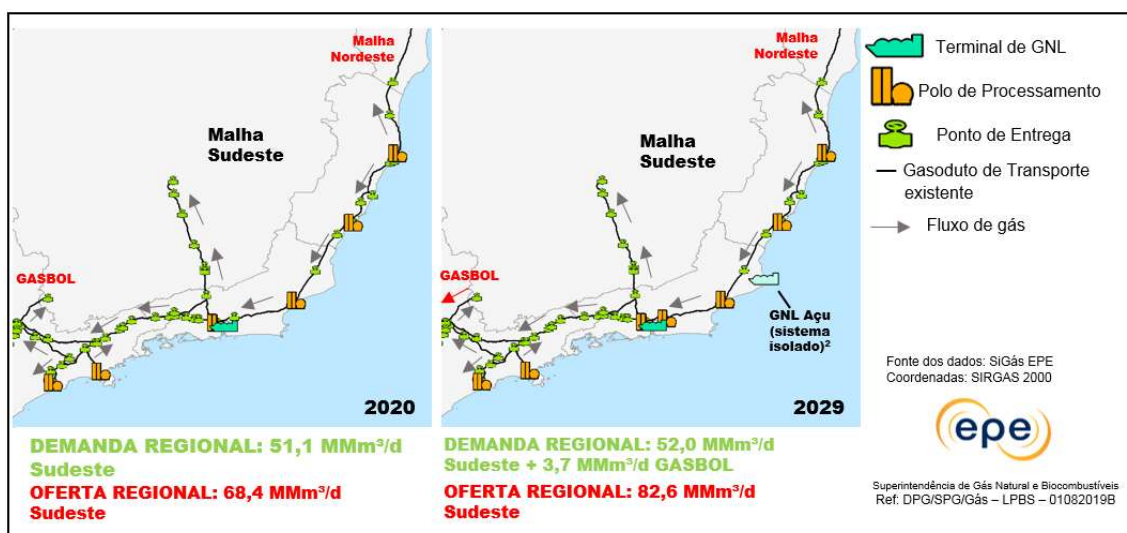 Malha
Nordeste
Malha
Sudeste
GASBOL
2020
DEMANDA REGIONAL: 51,1 MMm³/d
Sudeste
OFERTA REGIONAL: 68,4 MMm³/d
Sudeste
Malha
Nordeste
Malha
Sudeste
GASBOL
GNL Açu
(sistema
isolado)²
2029
DEMANDA REGIONAL: 52,0 MMm³/d
Sudeste + 3,7 MMm³/d GASBOL
OFERTA REGIONAL: 82,6 MMm³/d
Sudeste
Terminal de GNL
Polo de Processamento
Ponto de Entrega
Gasoduto de Transporte
existente
Fluxo de gás
Fonte dos dados: SiGás EPE
Coordenadas: SIRGAS 2000
epe
Superintendência de Gás Natural e Biocombustíveis
Ref: DPG/SPG/Gás – LPBS – 01082019B